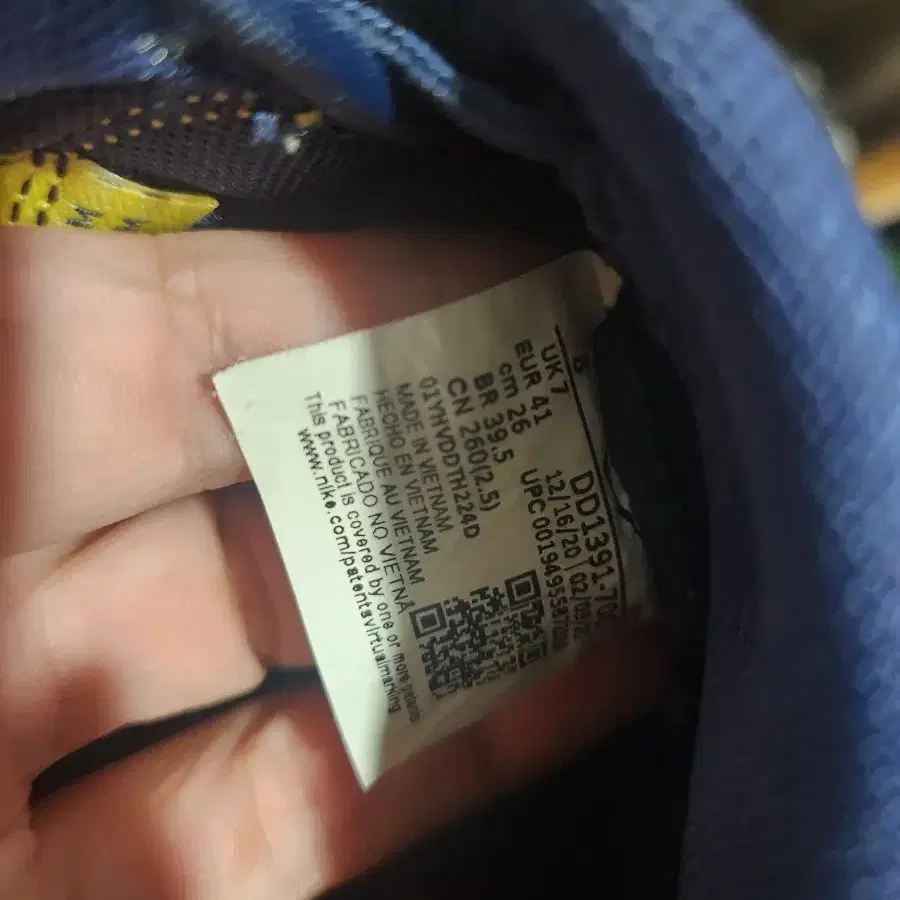 8
UK 7
EUR 41
cm 26
BR 39.5
CN 260(2.5)
01YHVDDTH224D
MADE IN VIETNAM
HECHO EN VIETNAM
FABRIQUE AU VIETNAM
FABRICADO NO VIETNÃ
This product is covered by one or more patents
www.nike.com/patentsvirtualmarking
DD1391-70
12/16/20
UPC